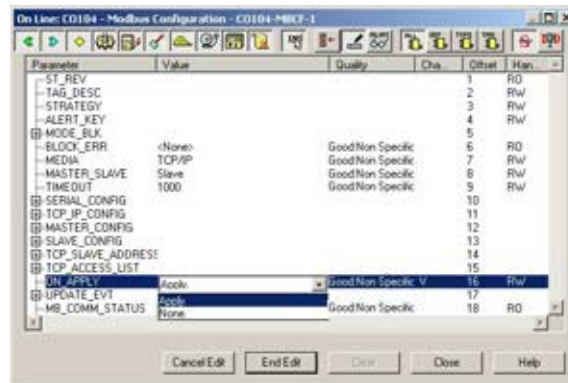 On Line: CO104 - Modbus Configuration - CO104-MBCF-1
Parameter Value Quality Cha... Offset Han...
ST_REV 1 RO
TAG_DESC 2 RW
STRATEGY 3 RW
ALERT_KEY 4 RW
MODE_BLK 5
BLOCK_ERR <None> Good:Non Specific 6 RO
MEDIA TCP/IP Good:Non Specific 7 RW
MASTER_SLAVE Slave Good:Non Specific 8 RW
TIMEOUT 1000 Good:Non Specific 9 RW
SERIAL_CONFIG 10
TCP_IP_CONFIG 11
MASTER_CONFIG 12
SLAVE_CONFIG 13
TCP_SLAVE_ADDRESS 14
TCP_ACCESS_LIST 15
ON_APPLY Apply Good:Non Specific V 16 RW
UPDATE_EVT Apply 17
MB_COMM_STATUS None Good:Non Specific 18 RO
Cancel Edit End Edit Clear Close Help